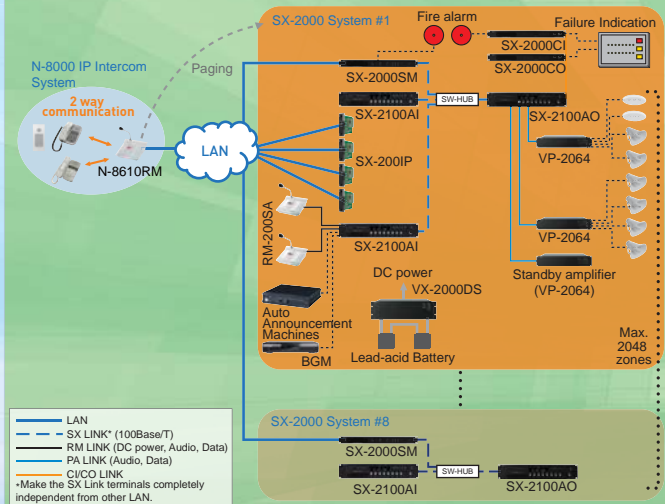 SX-2000 System #1
Fire alarm
Failure Indication
SX-2000CI
SX-2000CO
N-8000 IP Intercom
System
Paging
2 way
communication
N-8610RM
LAN
SX-2000SM
SX-2100AI
SW-HUB
SX-2100AO
SX-200IP
VP-2064
RM-200SA
SX-2100AI
VP-2064
Standby amplifier
(VP-2064)
DC power
VX-2000DS
Auto
Announcement
Machines
BGM
Lead-acid Battery
Max.
2048
zones
SX-2000 System #8
SX-2000SM
SX-2100AI
SW-HUB
SX-2100AO
LAN
SX LINK* (100Base/T)
RM LINK (DC power, Audio, Data)
PA LINK (Audio, Data)
CI/CO LINK
*Make the SX Link terminals completely
independent from other LAN.